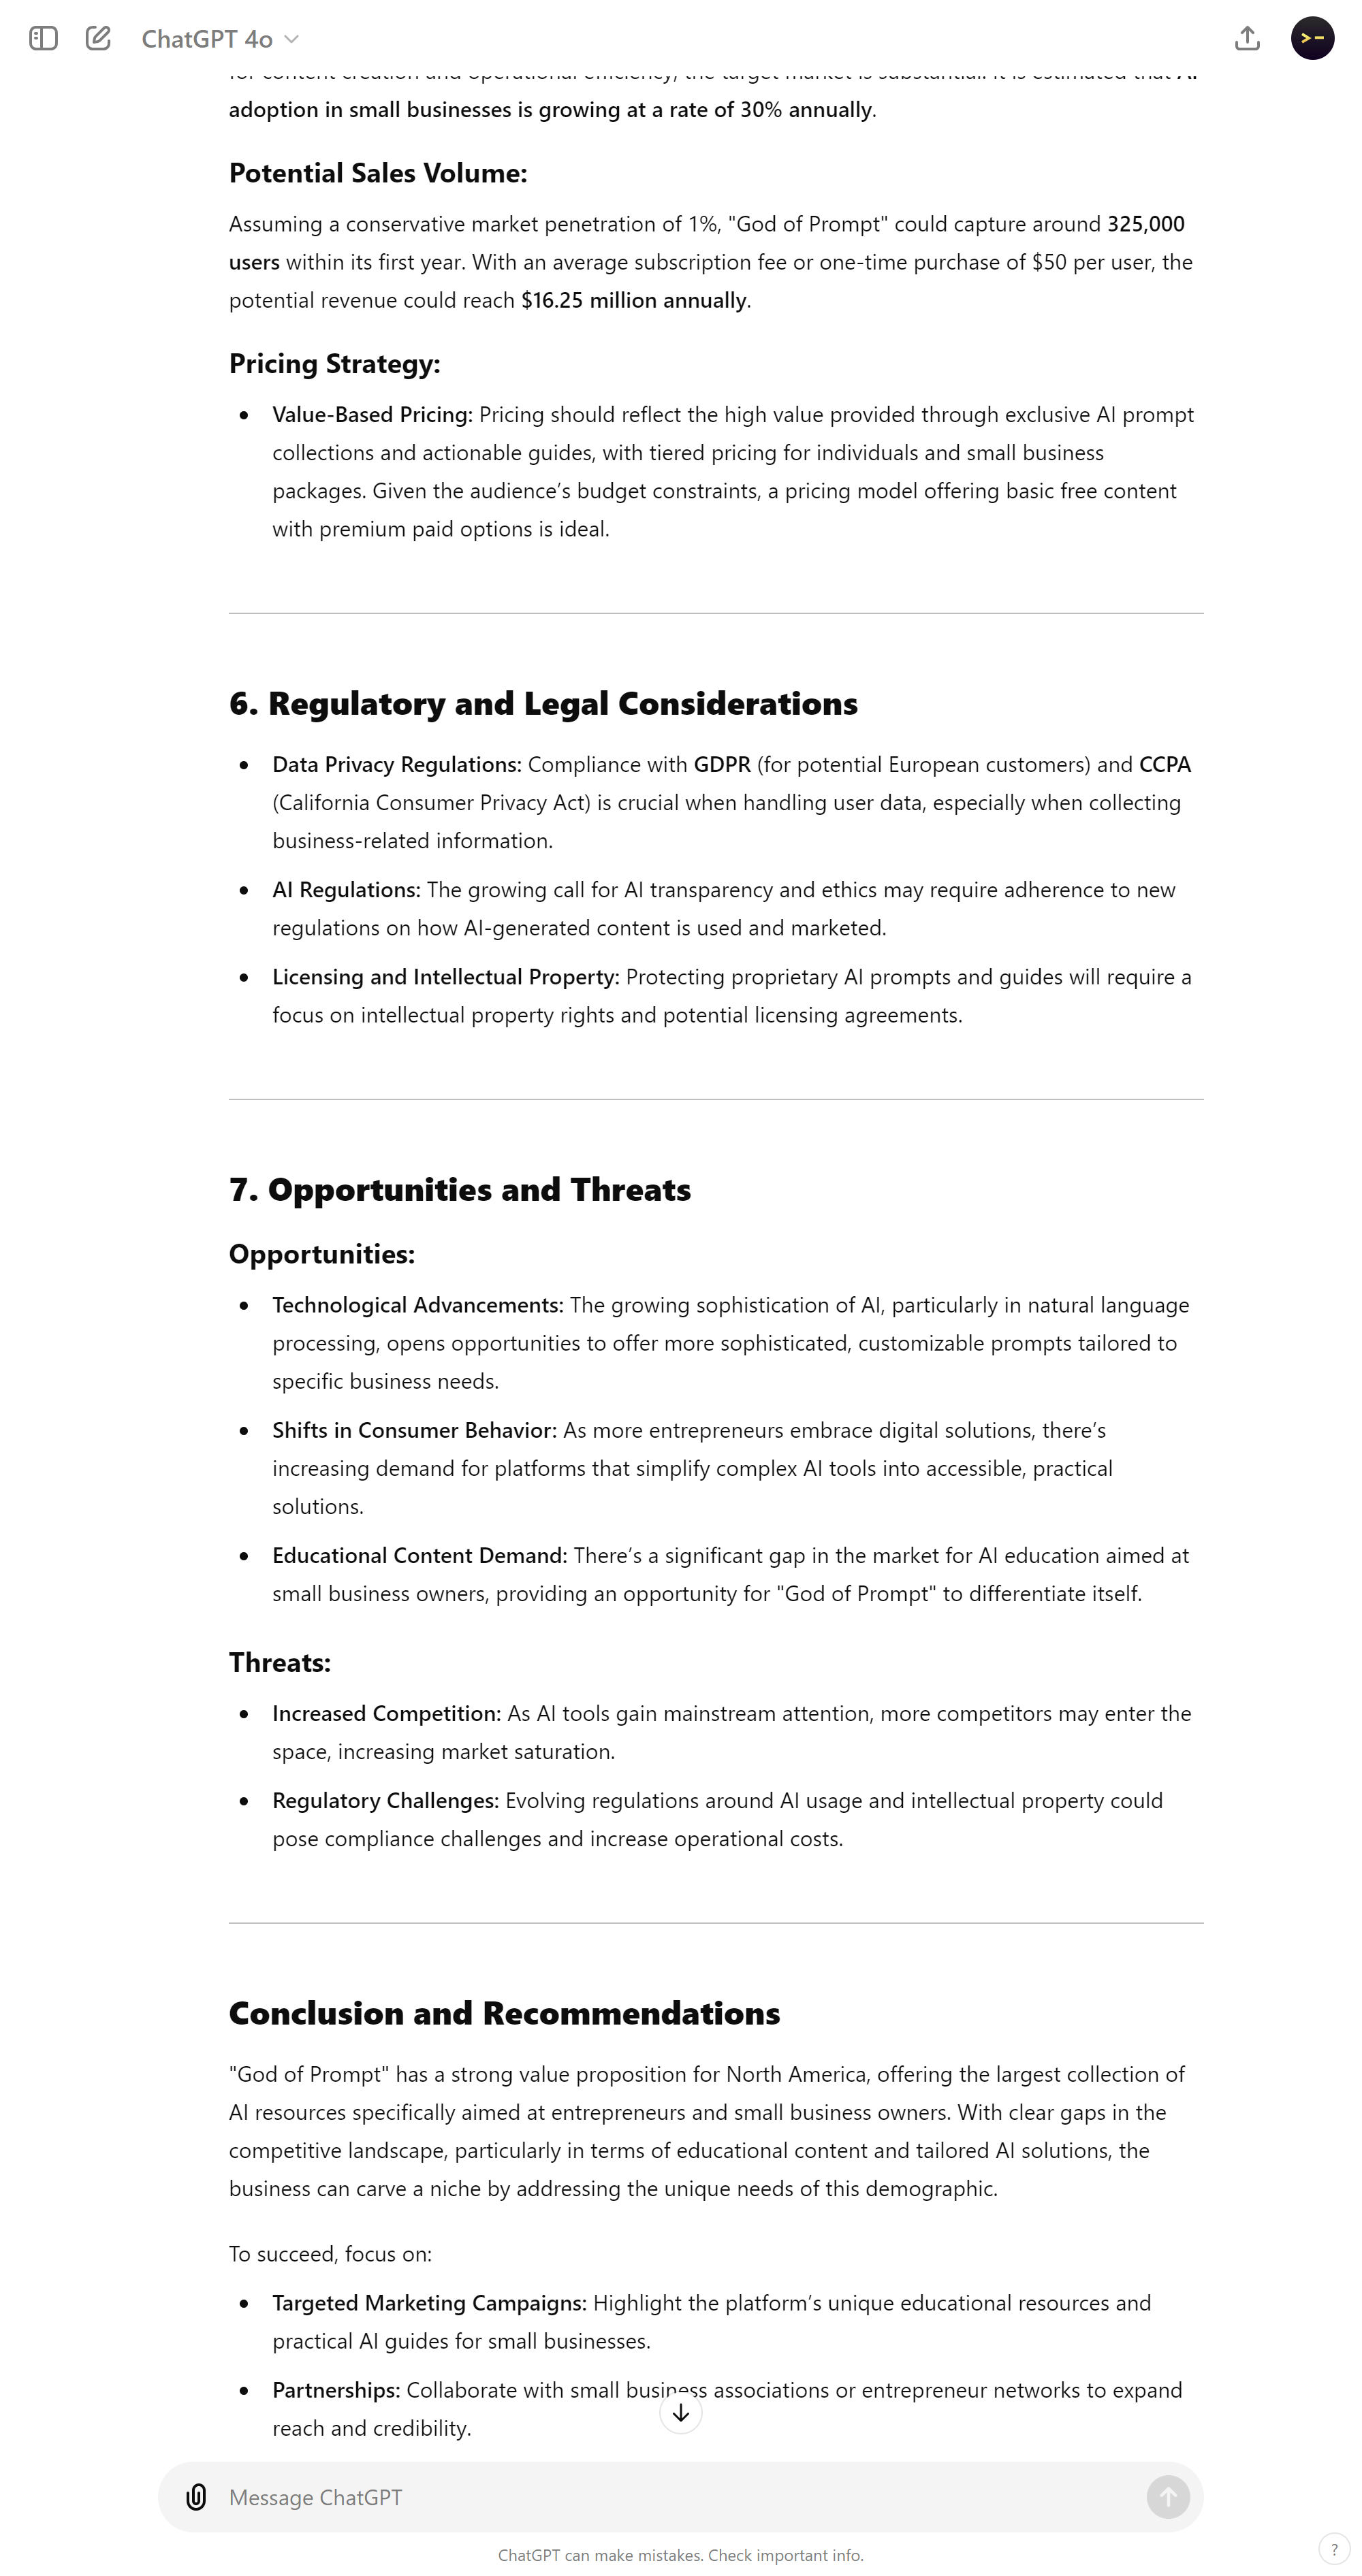 ChatGPT 4o
for content creation and operational efficiency, the target market is substantial. It is estimated that AI
adoption in small businesses is growing at a rate of 30% annually.
Potential Sales Volume:
Assuming a conservative market penetration of 1%, "God of Prompt" could capture around 325,000
users within its first year. With an average subscription fee or one-time purchase of $50 per user, the
potential revenue could reach $16.25 million annually.
Pricing Strategy:
• Value-Based Pricing: Pricing should reflect the high value provided through exclusive AI prompt
collections and actionable guides, with tiered pricing for individuals and small business
packages. Given the audience’s budget constraints, a pricing model offering basic free content
with premium paid options is ideal.
6. Regulatory and Legal Considerations
• Data Privacy Regulations: Compliance with GDPR (for potential European customers) and CCPA
(California Consumer Privacy Act) is crucial when handling user data, especially when collecting
business-related information.
• AI Regulations: The growing call for AI transparency and ethics may require adherence to new
regulations on how AI-generated content is used and marketed.
• Licensing and Intellectual Property: Protecting proprietary AI prompts and guides will require a
focus on intellectual property rights and potential licensing agreements.
7. Opportunities and Threats
Opportunities:
• Technological Advancements: The growing sophistication of AI, particularly in natural language
processing, opens opportunities to offer more sophisticated, customizable prompts tailored to
specific business needs.
• Shifts in Consumer Behavior: As more entrepreneurs embrace digital solutions, there’s
increasing demand for platforms that simplify complex AI tools into accessible, practical
solutions.
• Educational Content Demand: There’s a significant gap in the market for AI education aimed at
small business owners, providing an opportunity for "God of Prompt" to differentiate itself.
Threats:
• Increased Competition: As AI tools gain mainstream attention, more competitors may enter the
space, increasing market saturation.
• Regulatory Challenges: Evolving regulations around AI usage and intellectual property could
pose compliance challenges and increase operational costs.
Conclusion and Recommendations
"God of Prompt" has a strong value proposition for North America, offering the largest collection of
AI resources specifically aimed at entrepreneurs and small business owners. With clear gaps in the
competitive landscape, particularly in terms of educational content and tailored AI solutions, the
business can carve a niche by addressing the unique needs of this demographic.
To succeed, focus on:
• Targeted Marketing Campaigns: Highlight the platform’s unique educational resources and
practical AI guides for small businesses.
• Partnerships: Collaborate with small business associations or entrepreneur networks to expand
reach and credibility.
Message ChatGPT
ChatGPT can make mistakes. Check important info.
?